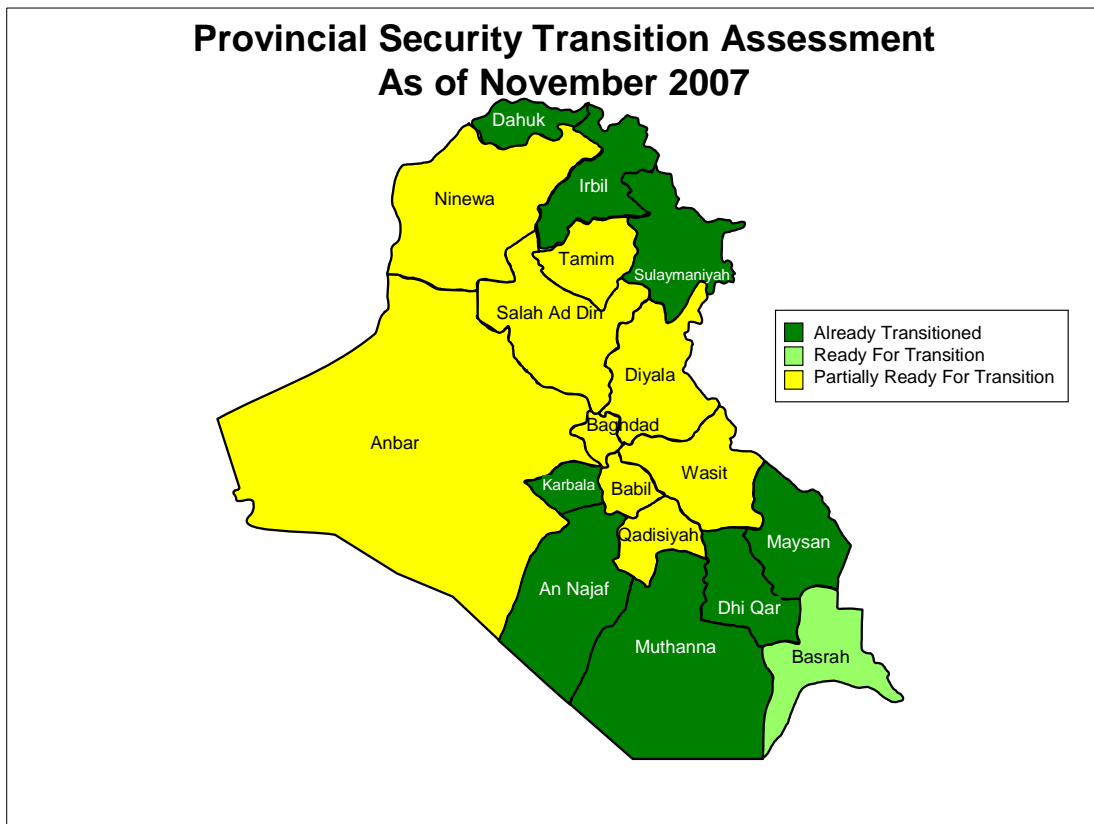 Provincial Security Transition Assessment
As of November 2007
Dahuk
Irbil
Ninewa
Tamim
Sulaymaniyah
Salah Ad Din
Already Transitioned
Ready For Transition
Partially Ready For Transition
Diyala
Baghdad
Anbar
Wasit
Karbala
Babil
Qadisiyah
Maysan
An Najaf
Dhi Qar
Muthanna
Basrah